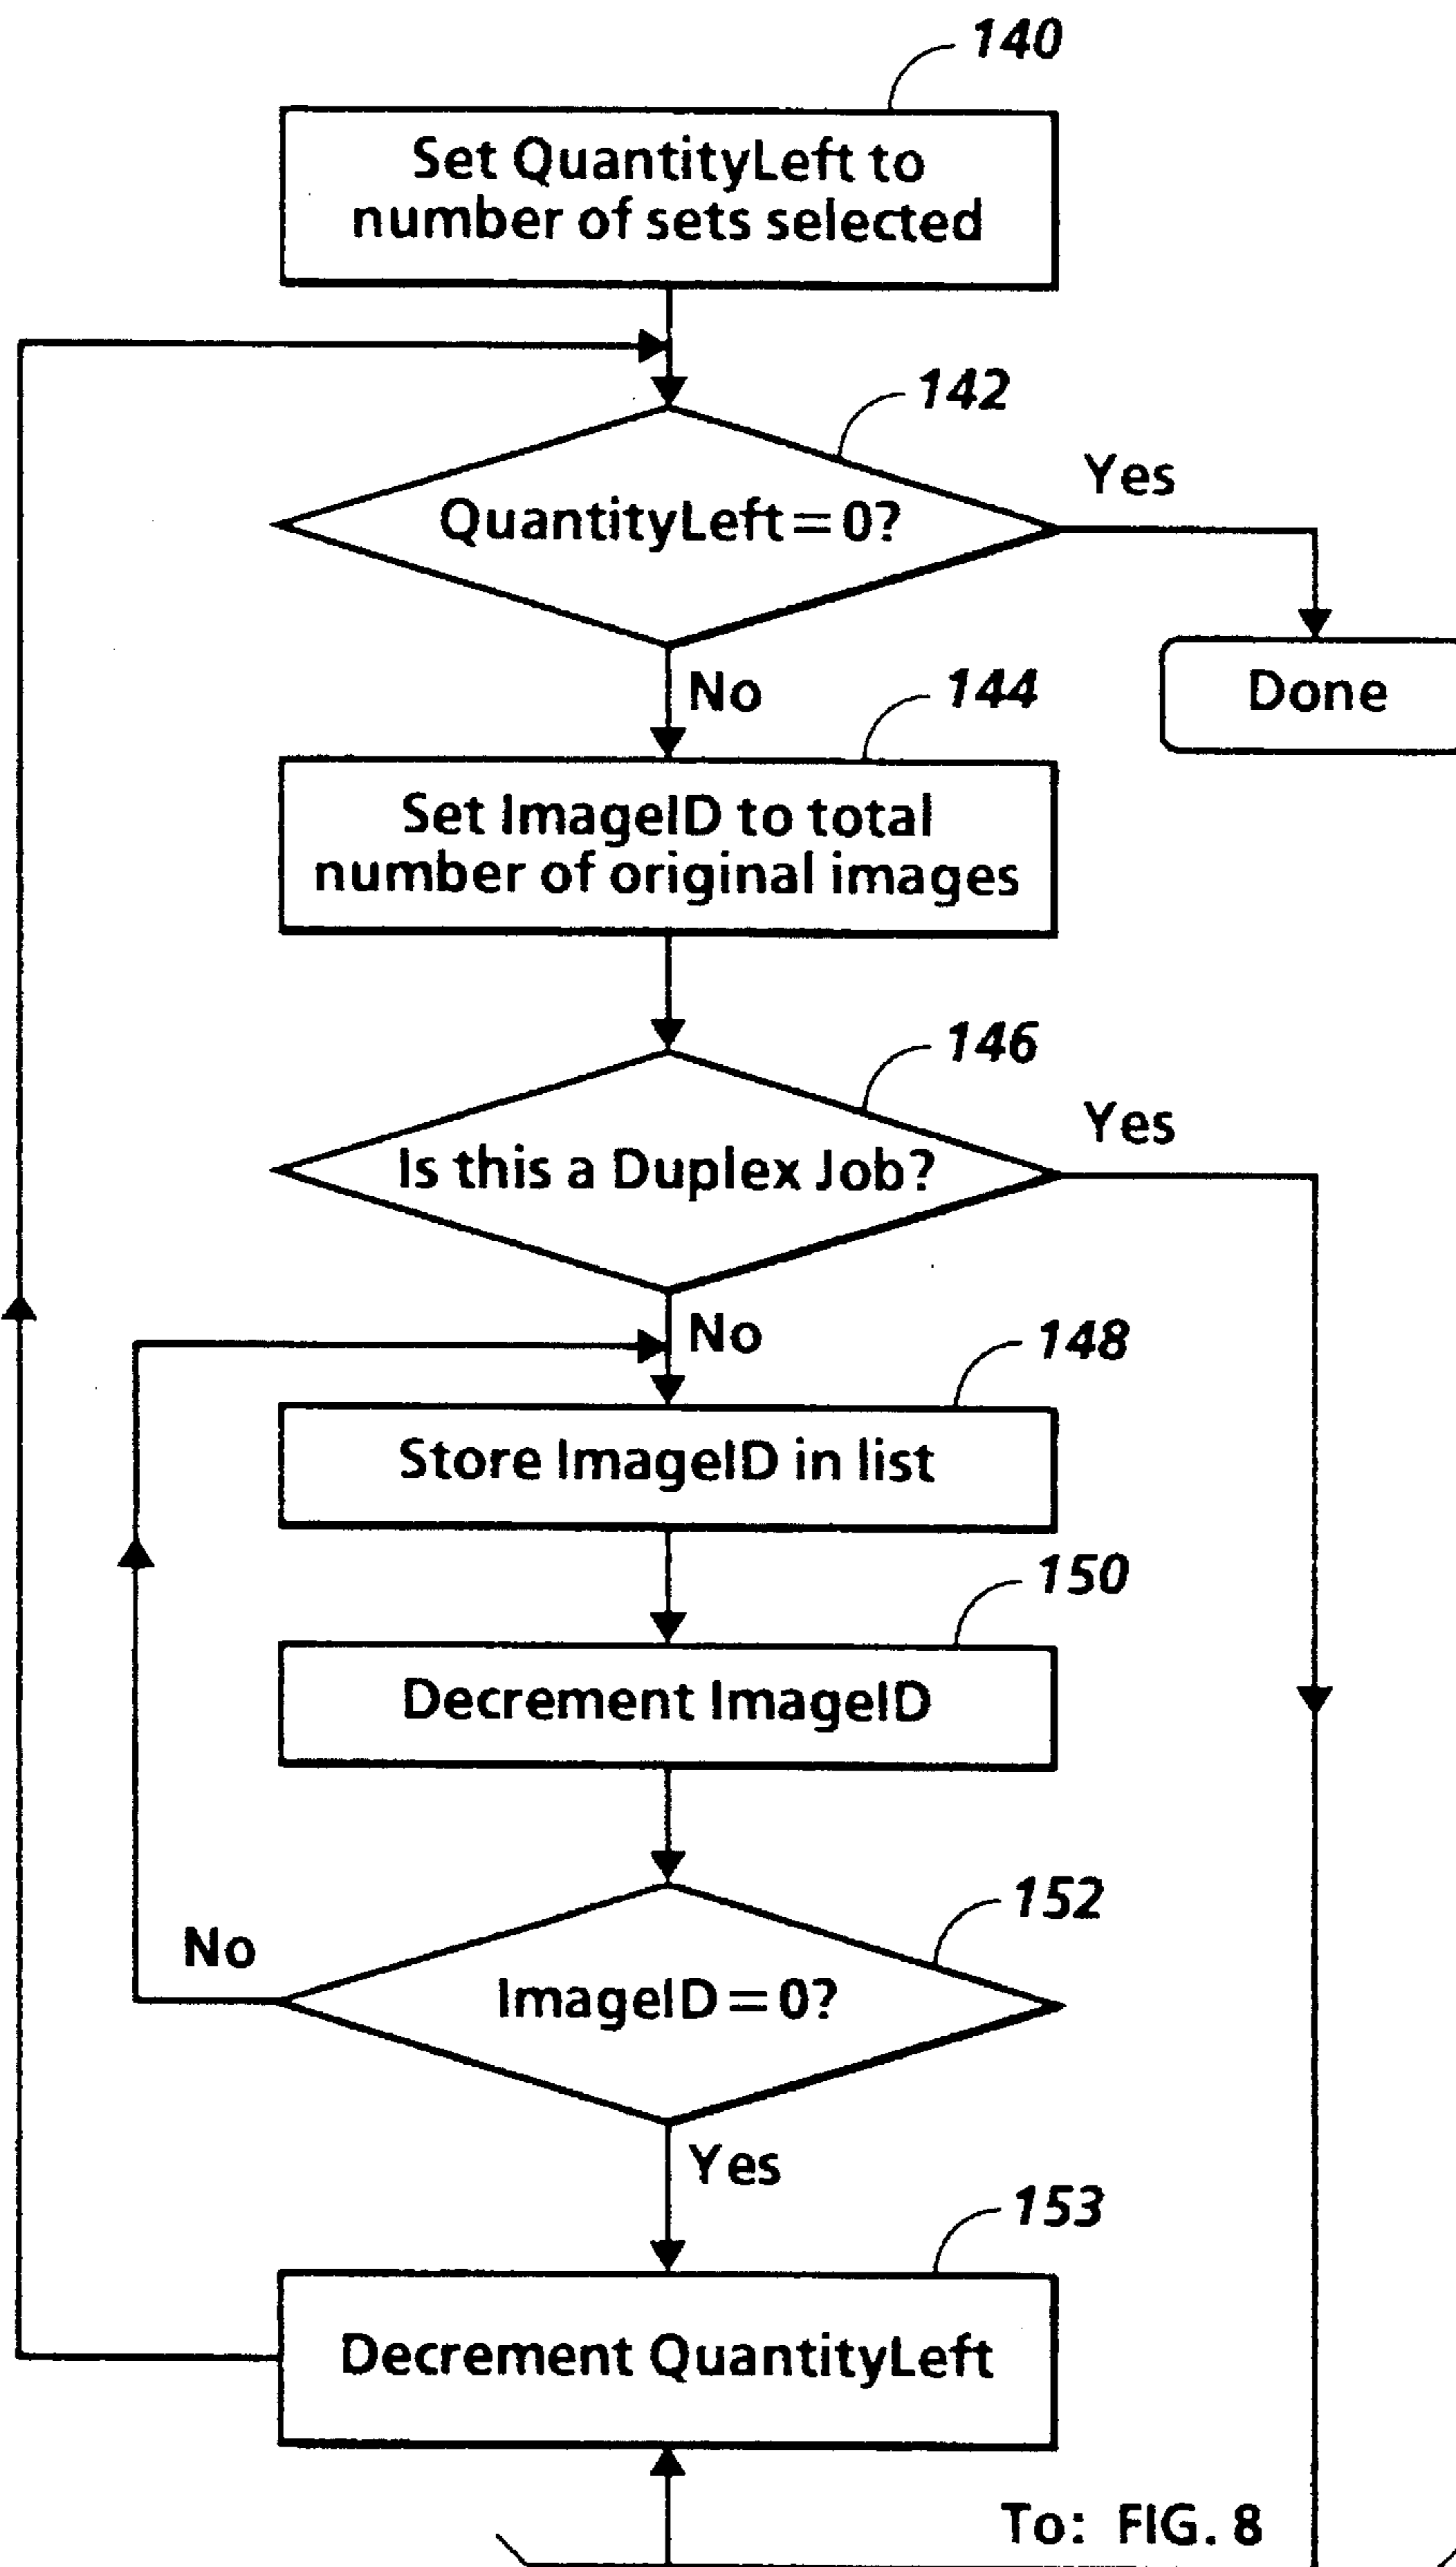 140
Set QuantityLeft to
number of sets selected
142
QuantityLeft = 0?
Yes
Done
No
144
Set ImageID to total
number of original images
146
Is this a Duplex Job?
Yes
No
148
Store ImageID in list
150
Decrement ImageID
152
No
ImageID = 0?
Yes
153
Decrement QuantityLeft
To: FIG. 8